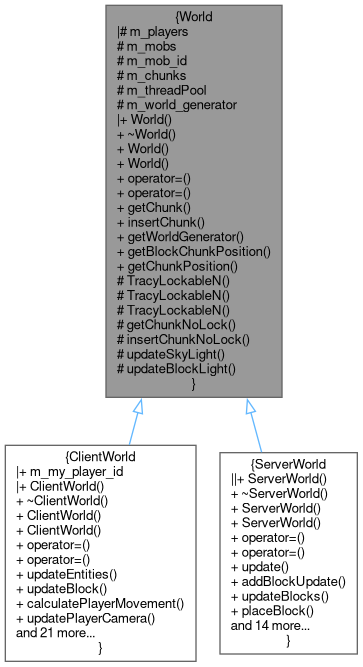 {World
|# m_players
# m_mobs
# m_mob_id
# m_chunks
# m_threadPool
# m_world_generator
|+ World()
+ ~World()
+ World()
+ World()
+ operator=()
+ operator=()
+ getChunk()
+ insertChunk()
+ getWorldGenerator()
+ getBlockChunkPosition()
+ getChunkPosition()
# TracyLockableN()
# TracyLockableN()
# TracyLockableN()
# getChunkNoLock()
# insertChunkNoLock()
# updateSkyLight()
# updateBlockLight()
}
{ClientWorld
|+ m_my_player_id
|+ ClientWorld()
+ ~ClientWorld()
+ ClientWorld()
+ ClientWorld()
+ operator=()
+ operator=()
+ updateEntities()
+ updateBlock()
+ calculatePlayerMovement()
+ updatePlayerCamera()
and 21 more...
}
{ServerWorld
||+ ServerWorld()
+ ~ServerWorld()
+ ServerWorld()
+ ServerWorld()
+ operator=()
+ operator=()
+ update()
+ addBlockUpdate()
+ updateBlocks()
+ placeBlock()
and 14 more...
}